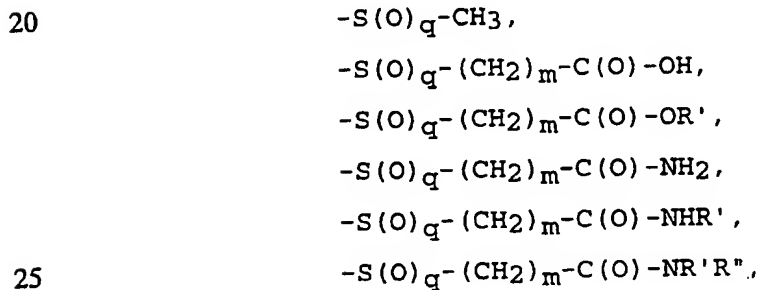 20 -S(O)q-CH3,
-S(O)q-(CH2)m-C(O)-OH,
-S(O)q-(CH2)m-C(O)-OR',
-S(O)q-(CH2)m-C(O)-NH2,
-S(O)q-(CH2)m-C(O)-NHR',
25 -S(O)q-(CH2)m-C(O)-NR'R",